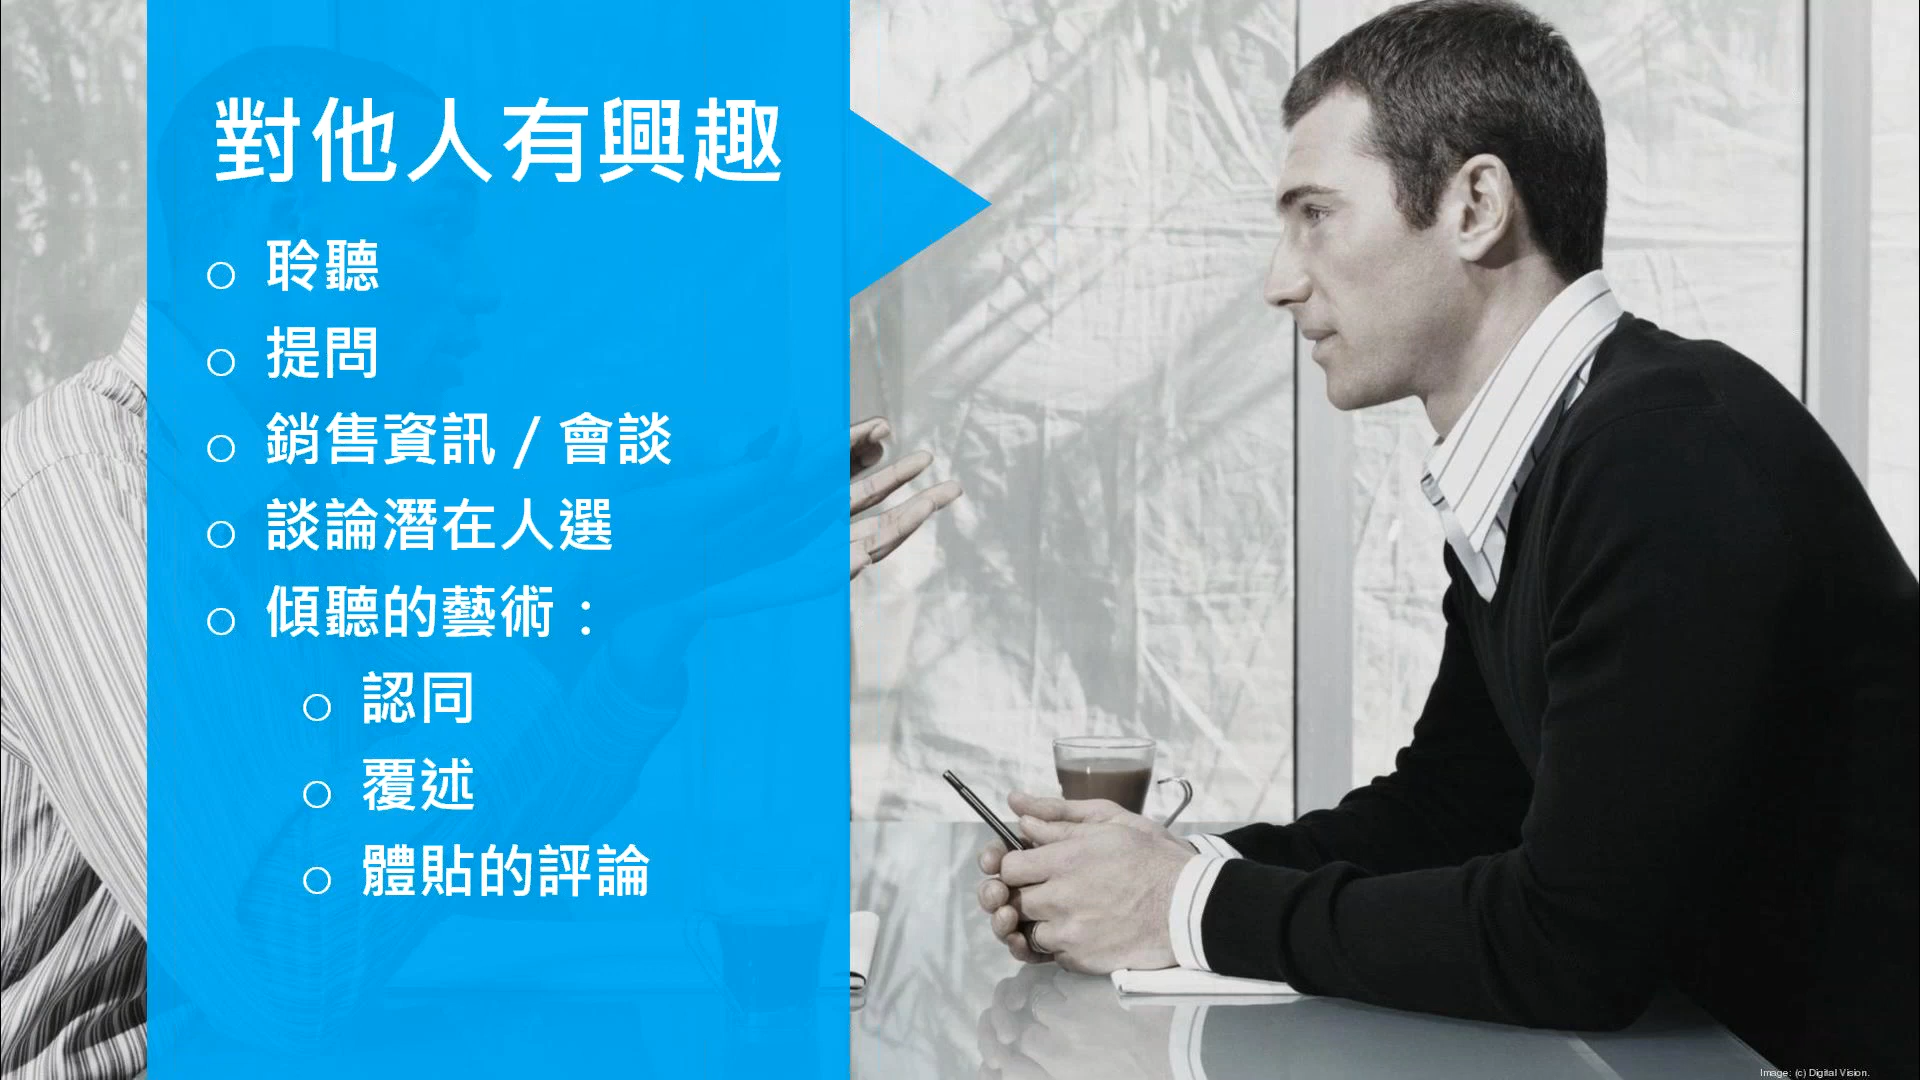 對他人有興趣
聆聽
提問
銷售資訊 / 會談
談論潛在人選
傾聽的藝術：
認同
覆述
體貼的評論
Image: (c) Digital Vision.